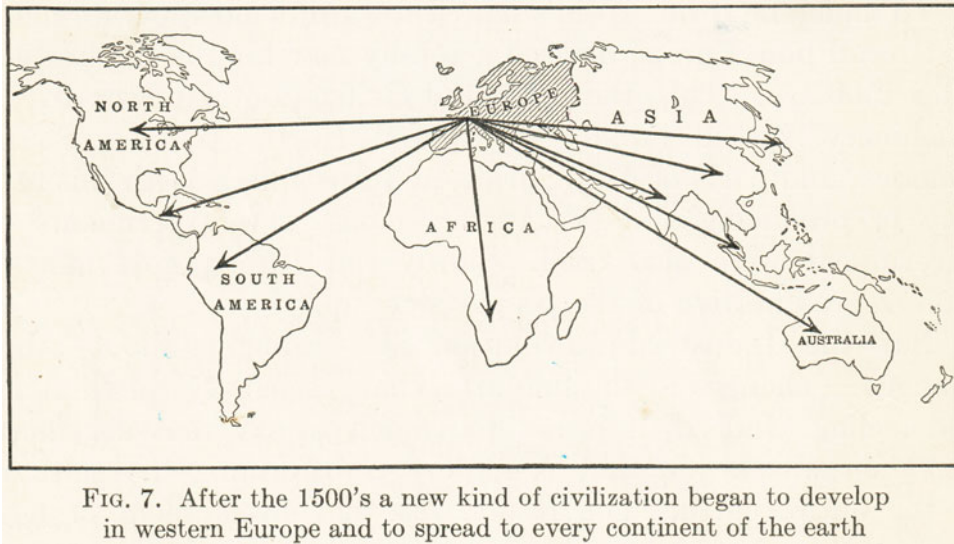 NORTH
AMERICA
EUROPE
ASIA
AFRICA
SOUTH
AMERICA
AUSTRALIA
FIG. 7. After the 1500's a new kind of civilization began to develop
in western Europe and to spread to every continent of the earth